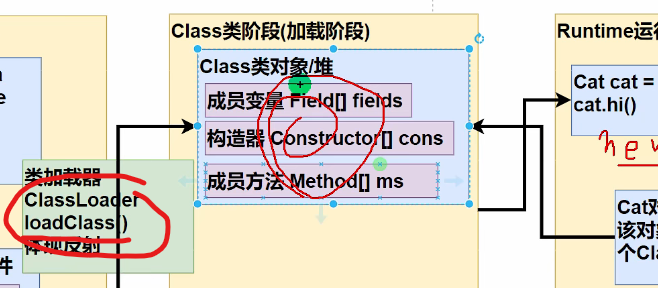 Class类阶段(加载阶段)
Class类对象/堆
成员变量 Field[] fields
构造器 Constructor[] cons
成员方法 Method[] ms
类加载器
ClassLoader
loadClass()
体现反射
件
Runtime运
Cat cat =
cat.hi()
new
Cat对
该对象
个Cla